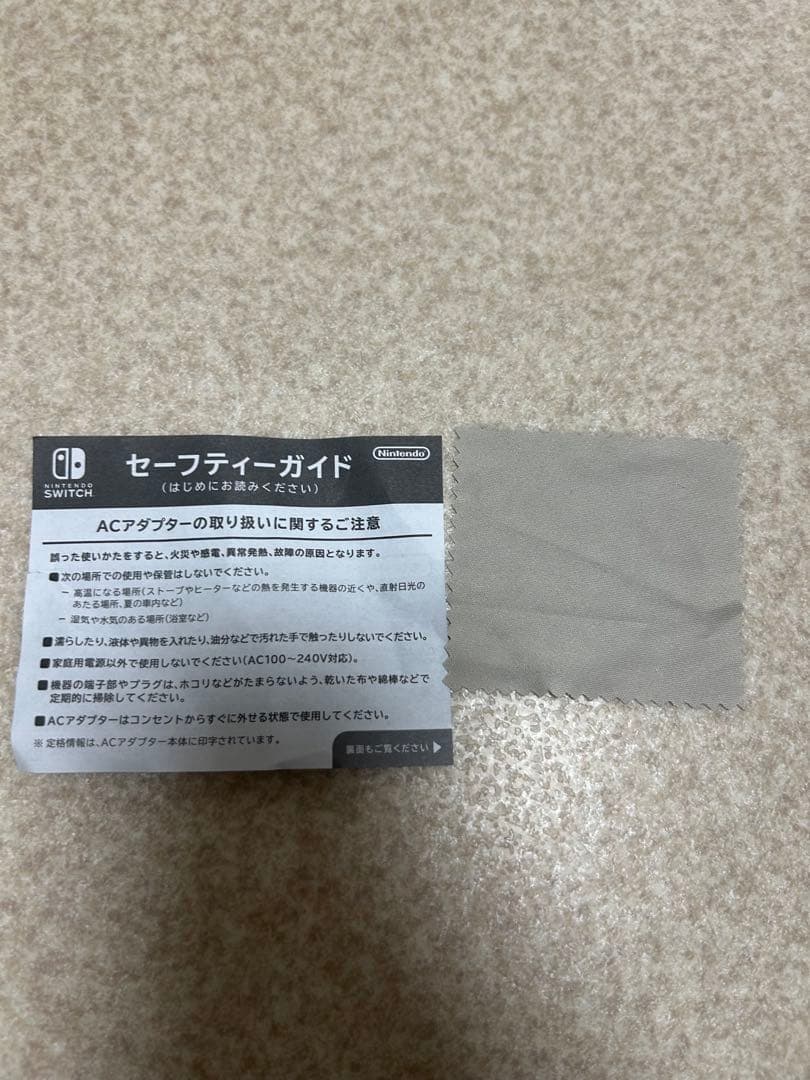 NINTENDO
SWITCH
セーフティーガイド
(はじめにお読みください)
Nintendo
ACアダプターの取り扱いに関するご注意
誤った使いかたをすると、火災や感電、異常発熱、故障の原因となります。
■次の場所での使用や保管はしないでください。
− 高温になる場所(ストーブやヒーターなどの熱を発生する機器の近くや、直射日光の
あたる場所、夏の車内など)
− 湿気や水気のある場所(浴室など)
■濡らしたり、液体や異物を入れたり、油分などで汚れた手で触ったりしないでください。
■家庭用電源以外で使用しないでください(AC100〜240V対応)。
■機器の端子部やプラグは、ホコリなどがたまらないよう、乾いた布や綿棒などで
定期的に掃除してください。
■ACアダプターはコンセントからすぐに外せる状態で使用してください。
※ 定格情報は、ACアダプター本体に印字されています。
裏面もご覧ください▶